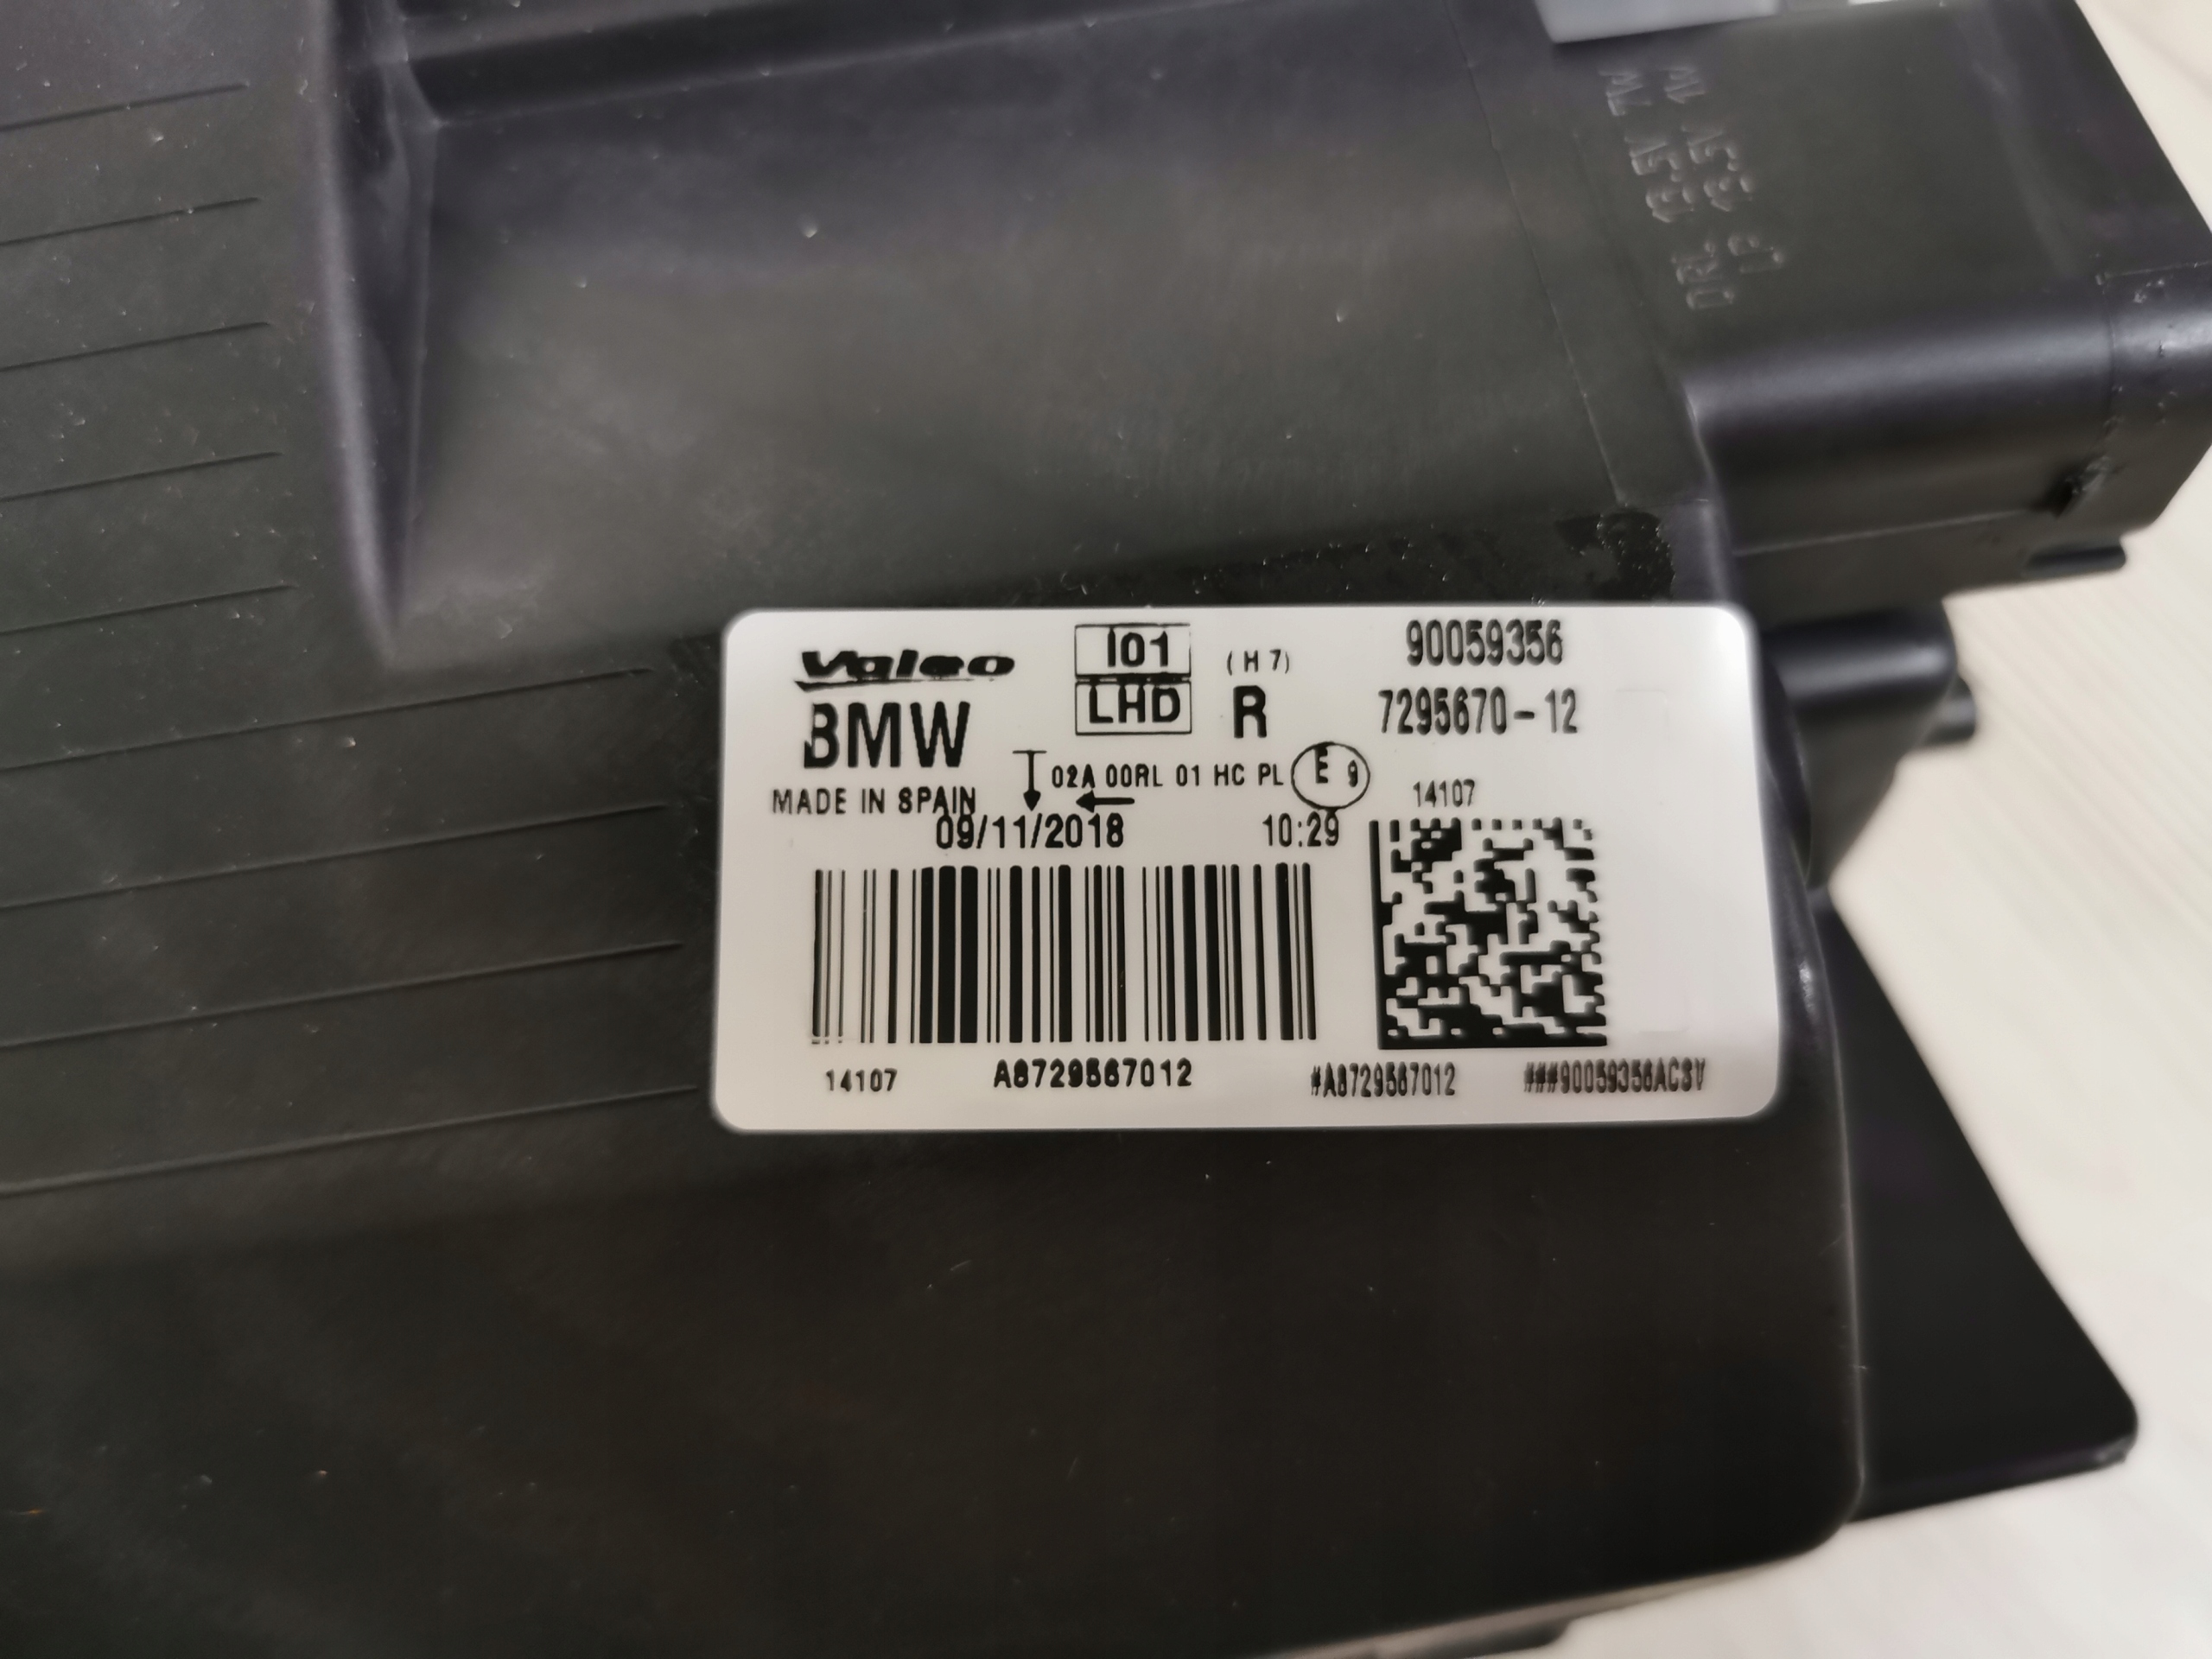 Valeo
I01
(H7)
90059356
BMW
LHD
R
7295670-12
02A 00RL 01 HC PL E 9
MADE IN SPAIN
14107
09/11/2018
10:29
14107
A8729567012
#A8729567012
###90059356ACSV